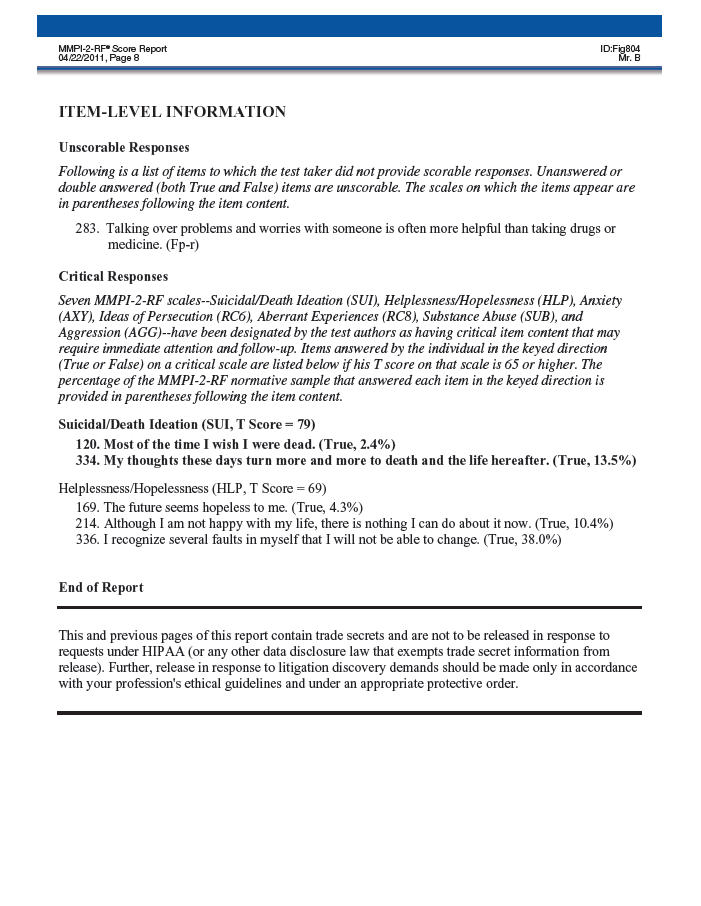 MMPI-2-RF® Score Report
ID:Fig804
04/22/2011, Page 8
Mr. B
ITEM-LEVEL INFORMATION
Unscorable Responses
Following is a list of items to which the test taker did not provide scorable responses. Unanswered or
double answered (both True and False) items are unscorable. The scales on which the items appear are
in parentheses following the item content.
283. Talking over problems and worries with someone is often more helpful than taking drugs or
medicine. (Fp-r)
Critical Responses
Seven MMPI-2-RF scales--Suicidal/Death Ideation (SUI), Helplessness/Hopelessness (HLP), Anxiety
(AXY), Ideas of Persecution (RC6), Aberrant Experiences (RC8), Substance Abuse (SUB), and
Aggression (AGG)--have been designated by the test authors as having critical item content that may
require immediate attention and follow-up. Items answered by the individual in the keyed direction
(True or False) on a critical scale are listed below if his T score on that scale is 65 or higher. The
percentage of the MMPI-2-RF normative sample that answered each item in the keyed direction is
provided in parentheses following the item content.
Suicidal/Death Ideation (SUI, T Score = 79)
120. Most of the time I wish I were dead. (True, 2.4%)
334. My thoughts these days turn more and more to death and the life hereafter. (True, 13.5%)
Helplessness/Hopelessness (HLP, T Score = 69)
169. The future seems hopeless to me. (True, 4.3%)
214. Although I am not happy with my life, there is nothing I can do about it now. (True, 10.4%)
336. I recognize several faults in myself that I will not be able to change. (True, 38.0%)
End of Report
This and previous pages of this report contain trade secrets and are not to be released in response to
requests under HIPAA (or any other data disclosure law that exempts trade secret information from
release). Further, release in response to litigation discovery demands should be made only in accordance
with your profession's ethical guidelines and under an appropriate protective order.